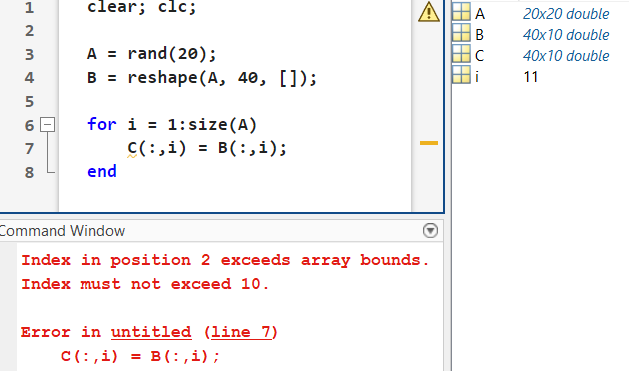 1 clear; clc;
2
3 A = rand(20);
4 B = reshape(A, 40, []);
5
6 for i = 1:size(A)
7 C(:,i) = B(:,i);
8 end
A 20x20 double
B 40x10 double
C 40x10 double
i 11
Command Window
Index in position 2 exceeds array bounds.
Index must not exceed 10.
Error in untitled (line 7)
C(:,i) = B(:,i);